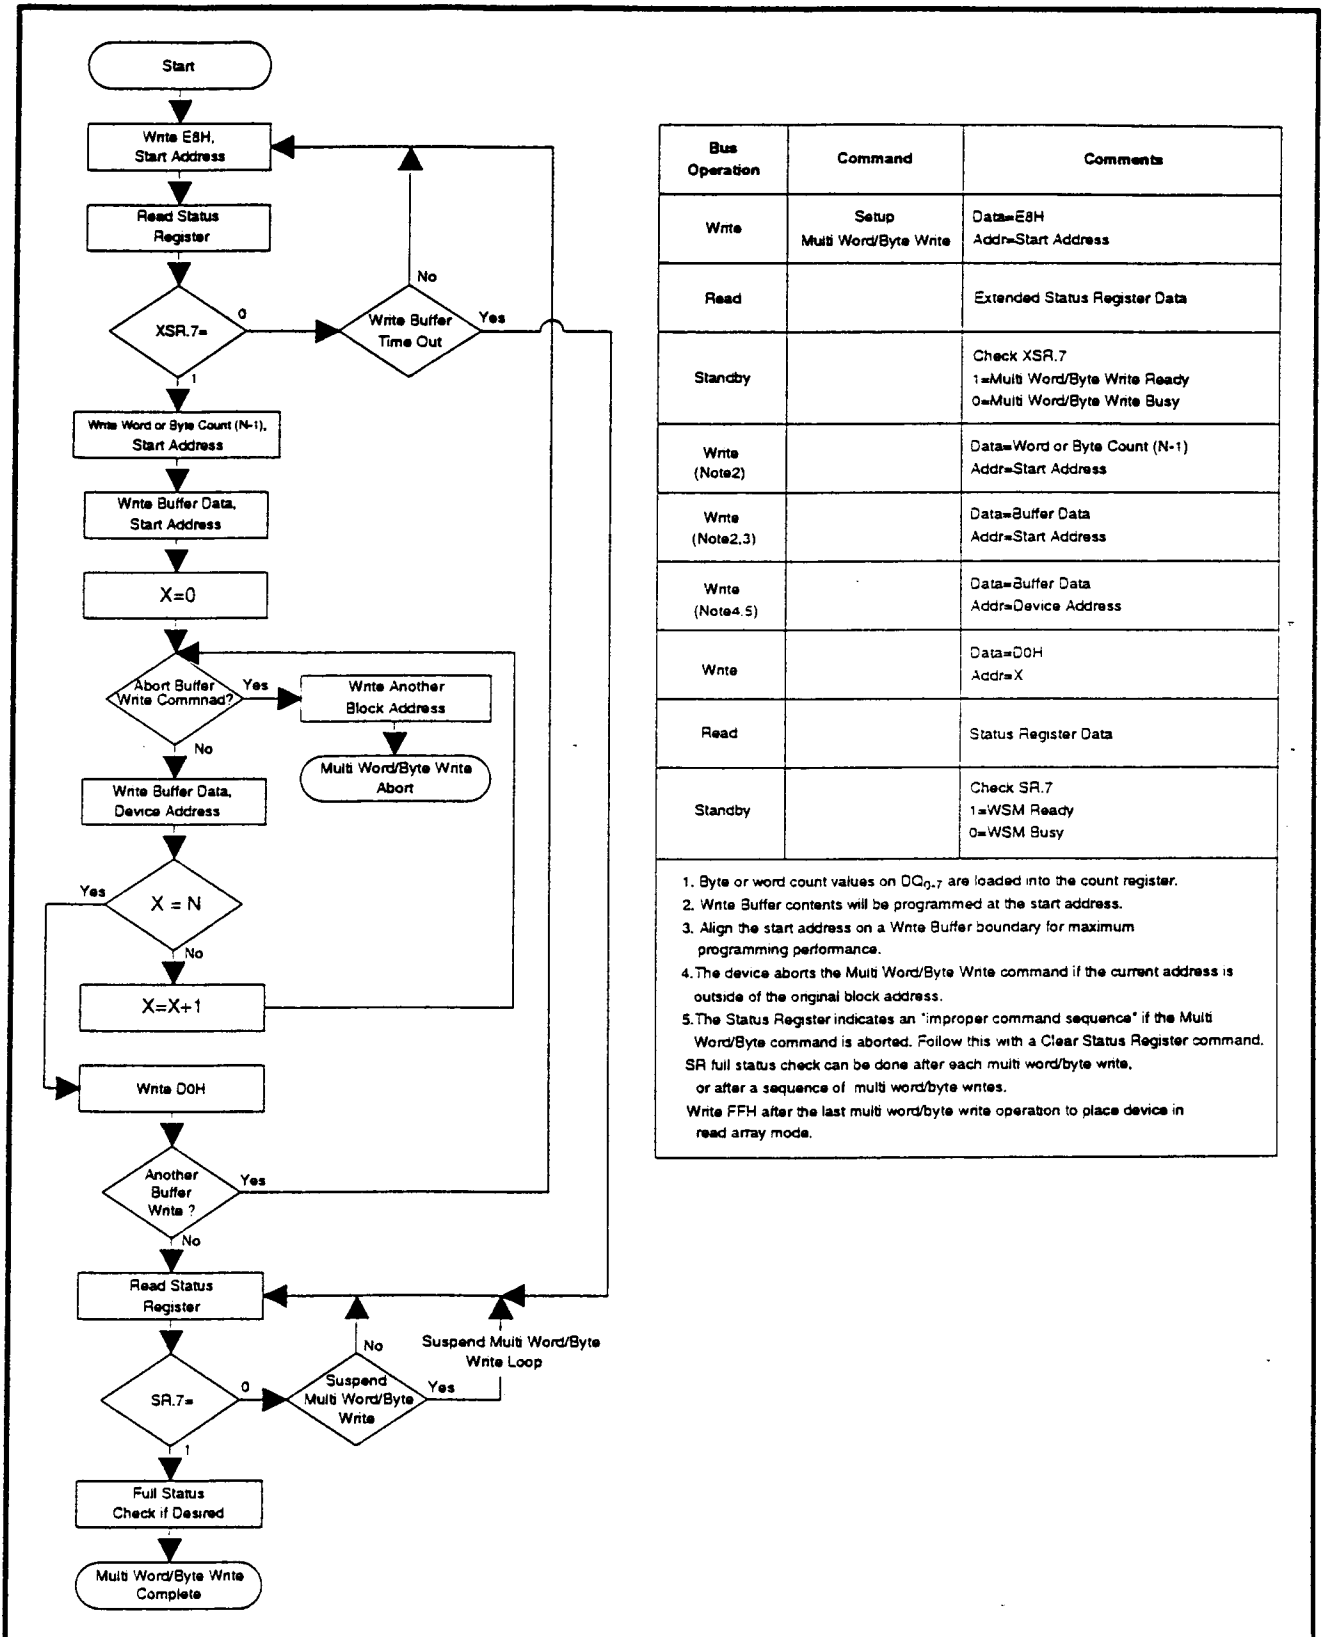 Start
Write E8H,
Start Address
Read Status
Register
XSR.7=
0
1
Write Buffer
Time Out
No
Yes
Write Word or Byte Count (N-1),
Start Address
Write Buffer Data,
Start Address
X=0
Abort Buffer
Write Commnad?
Yes
No
Write Another
Block Address
Multi Word/Byte Write
Abort
Write Buffer Data,
Device Address
X = N
Yes
No
X=X+1
Write D0H
Another
Buffer
Write ?
Yes
No
Read Status
Register
SR.7=
0
1
Suspend
Multi Word/Byte
Write
No
Yes
Suspend Multi Word/Byte
Write Loop
Full Status
Check if Desired
Multi Word/Byte Write
Complete
Bus
Operation
Command
Comments
Write
Setup
Multi Word/Byte Write
Data=E8H
Addr=Start Address
Read
Extended Status Register Data
Standby
Check XSR.7
1=Multi Word/Byte Write Ready
0=Multi Word/Byte Write Busy
Write
(Note2)
Data=Word or Byte Count (N-1)
Addr=Start Address
Write
(Note2,3)
Data=Buffer Data
Addr=Start Address
Write
(Note4,5)
Data=Buffer Data
Addr=Device Address
Write
Data=D0H
Addr=X
Read
Status Register Data
Standby
Check SR.7
1=WSM Ready
0=WSM Busy
1. Byte or word count values on DQ0-7 are loaded into the count register.
2. Write Buffer contents will be programmed at the start address.
3. Align the start address on a Write Buffer boundary for maximum
programming performance.
4.The device aborts the Multi Word/Byte Write command if the current address is
outside of the original block address.
5.The Status Register indicates an "improper command sequence" if the Multi
Word/Byte command is aborted. Follow this with a Clear Status Register command.
SR full status check can be done after each multi word/byte write,
or after a sequence of multi word/byte writes.
Write FFH after the last multi word/byte write operation to place device in
read array mode.